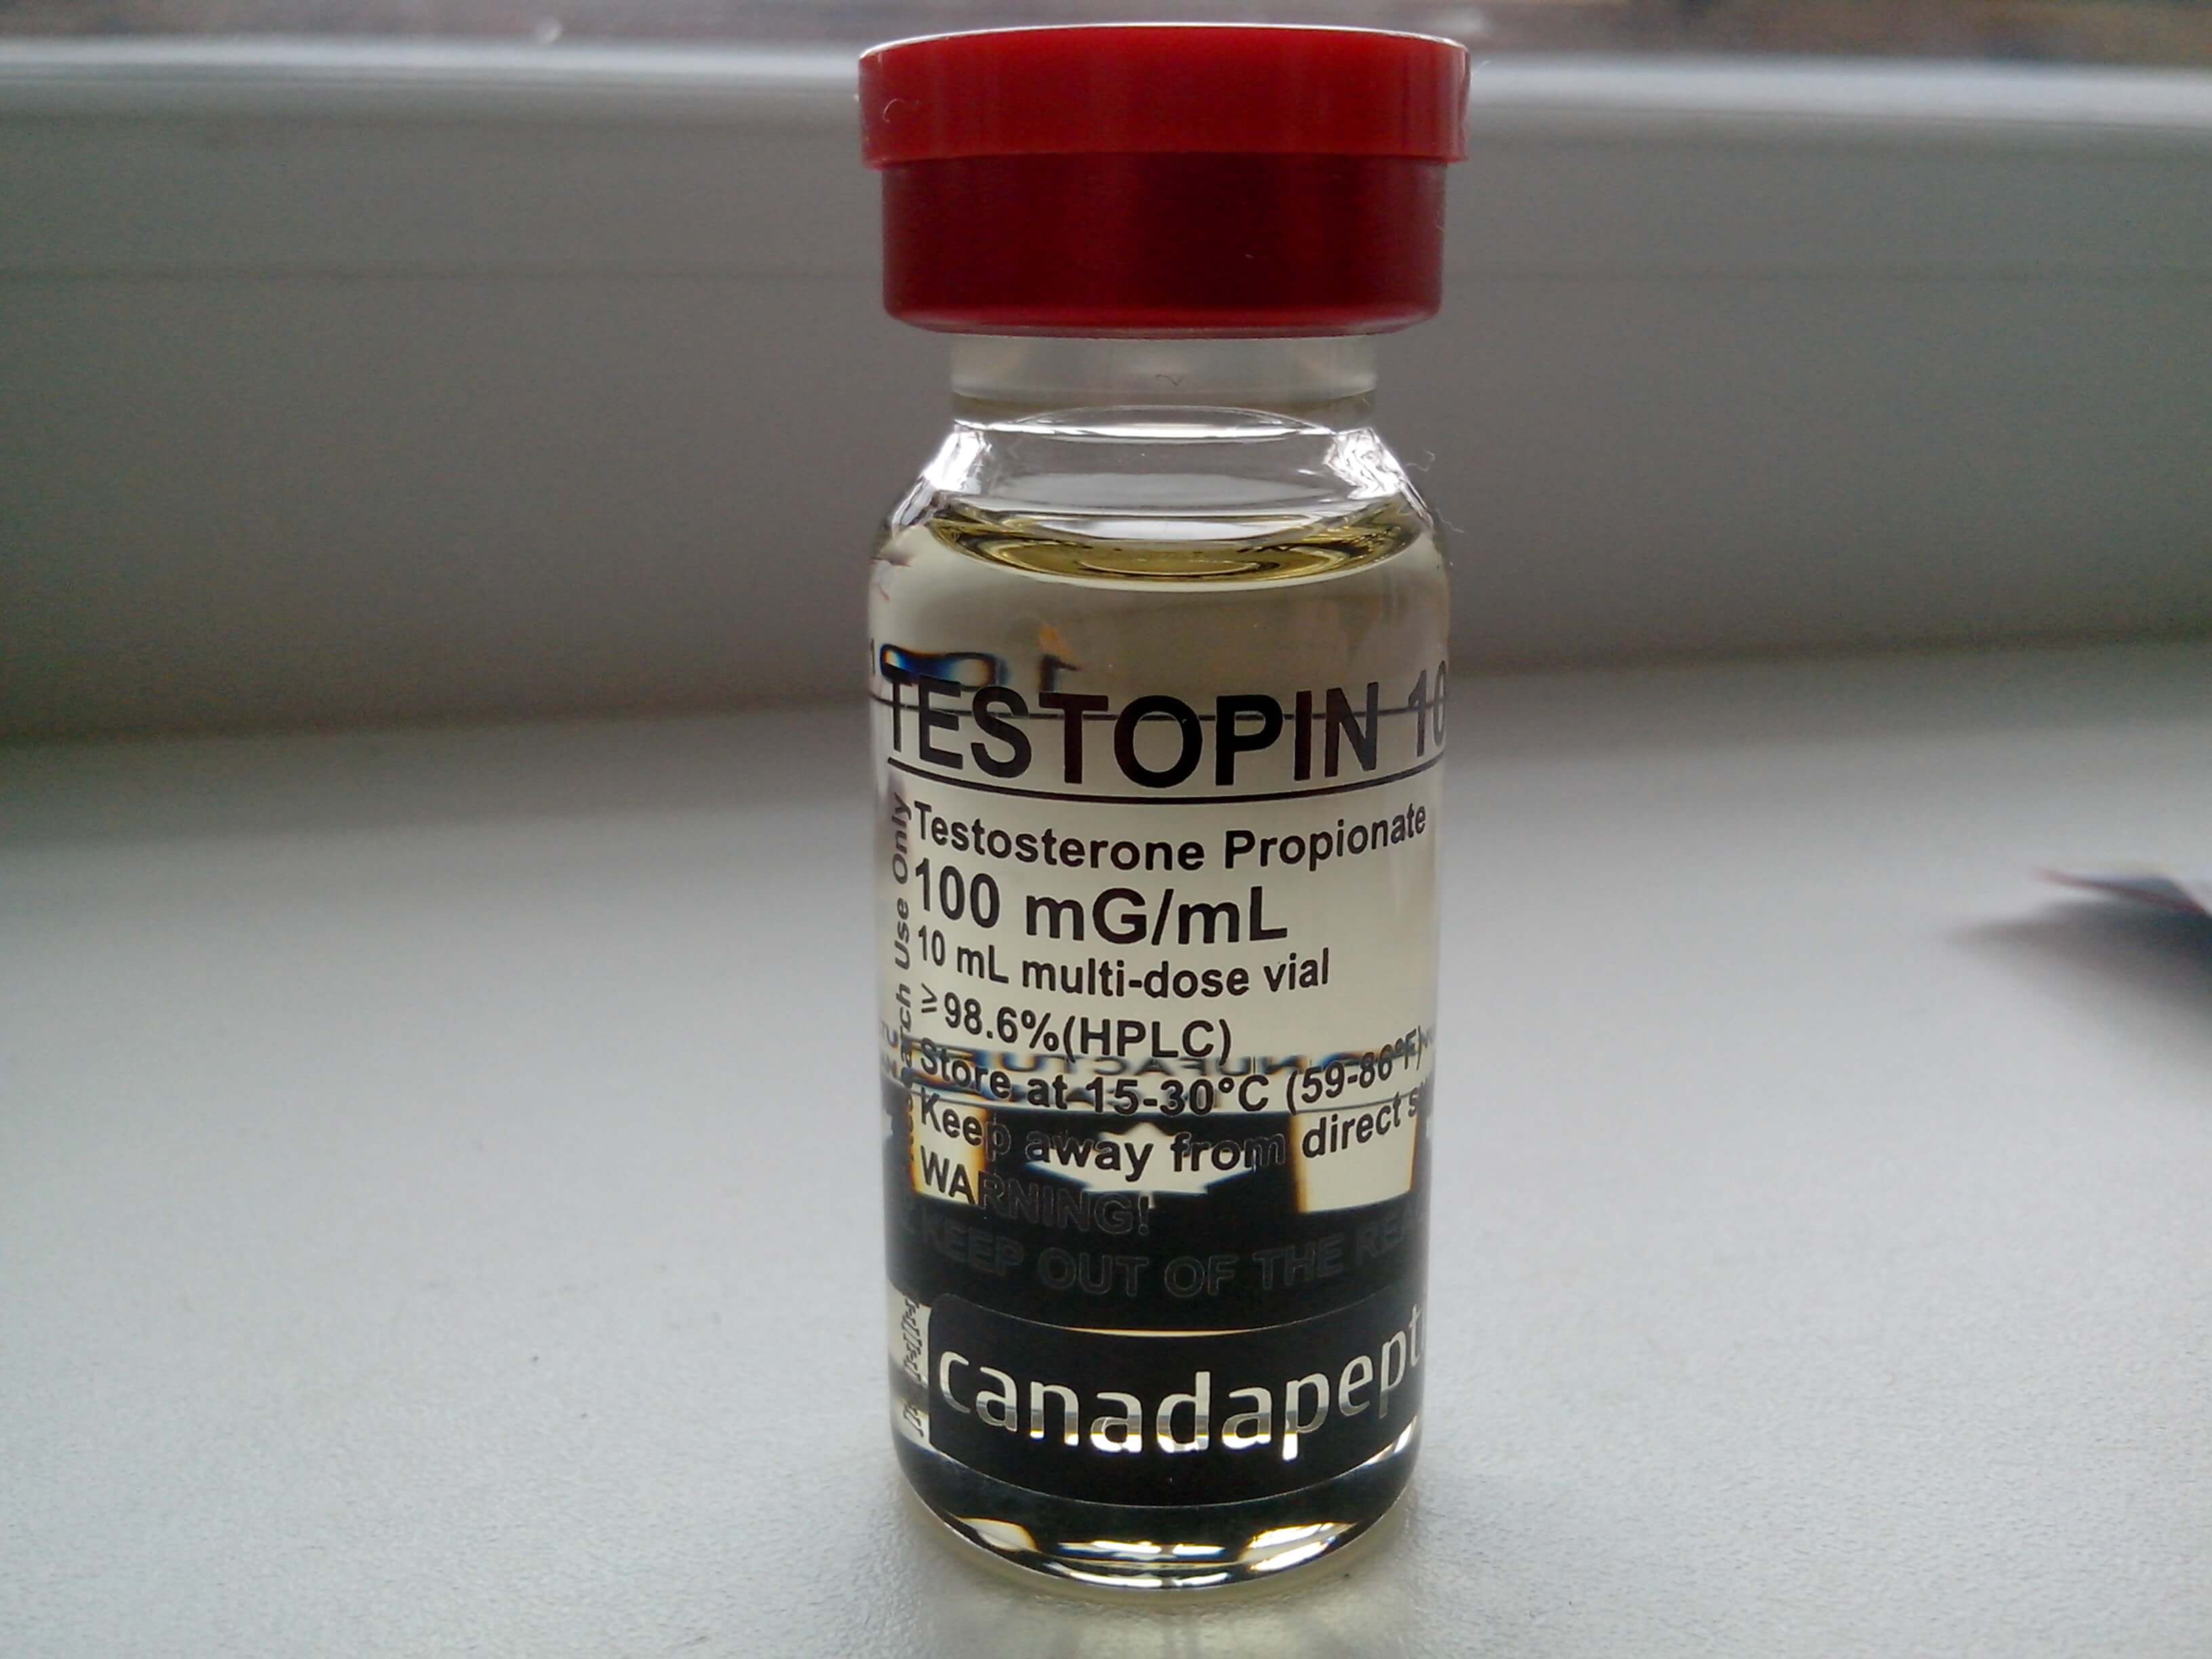 TESTOPIN 10
Testosterone Propionate
100 mG/mL
10 mL multi-dose vial
≥98.6%(HPLC)
Store at 15-30°C (59-86°F)
Keep away from direct
WARNING!
KEEP OUT OF THE
canadapept
Use Only